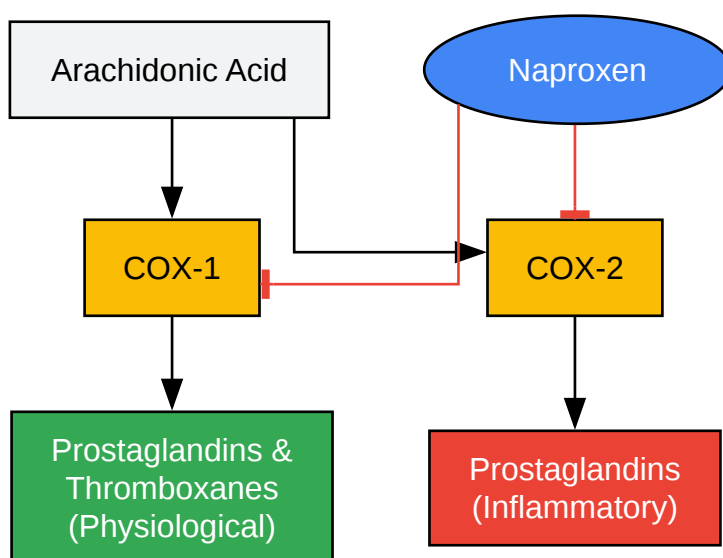 Arachidonic Acid
Naproxen
COX-1
COX-2
Prostaglandins &
Thromboxanes
(Physiological)
Prostaglandins
(Inflammatory)